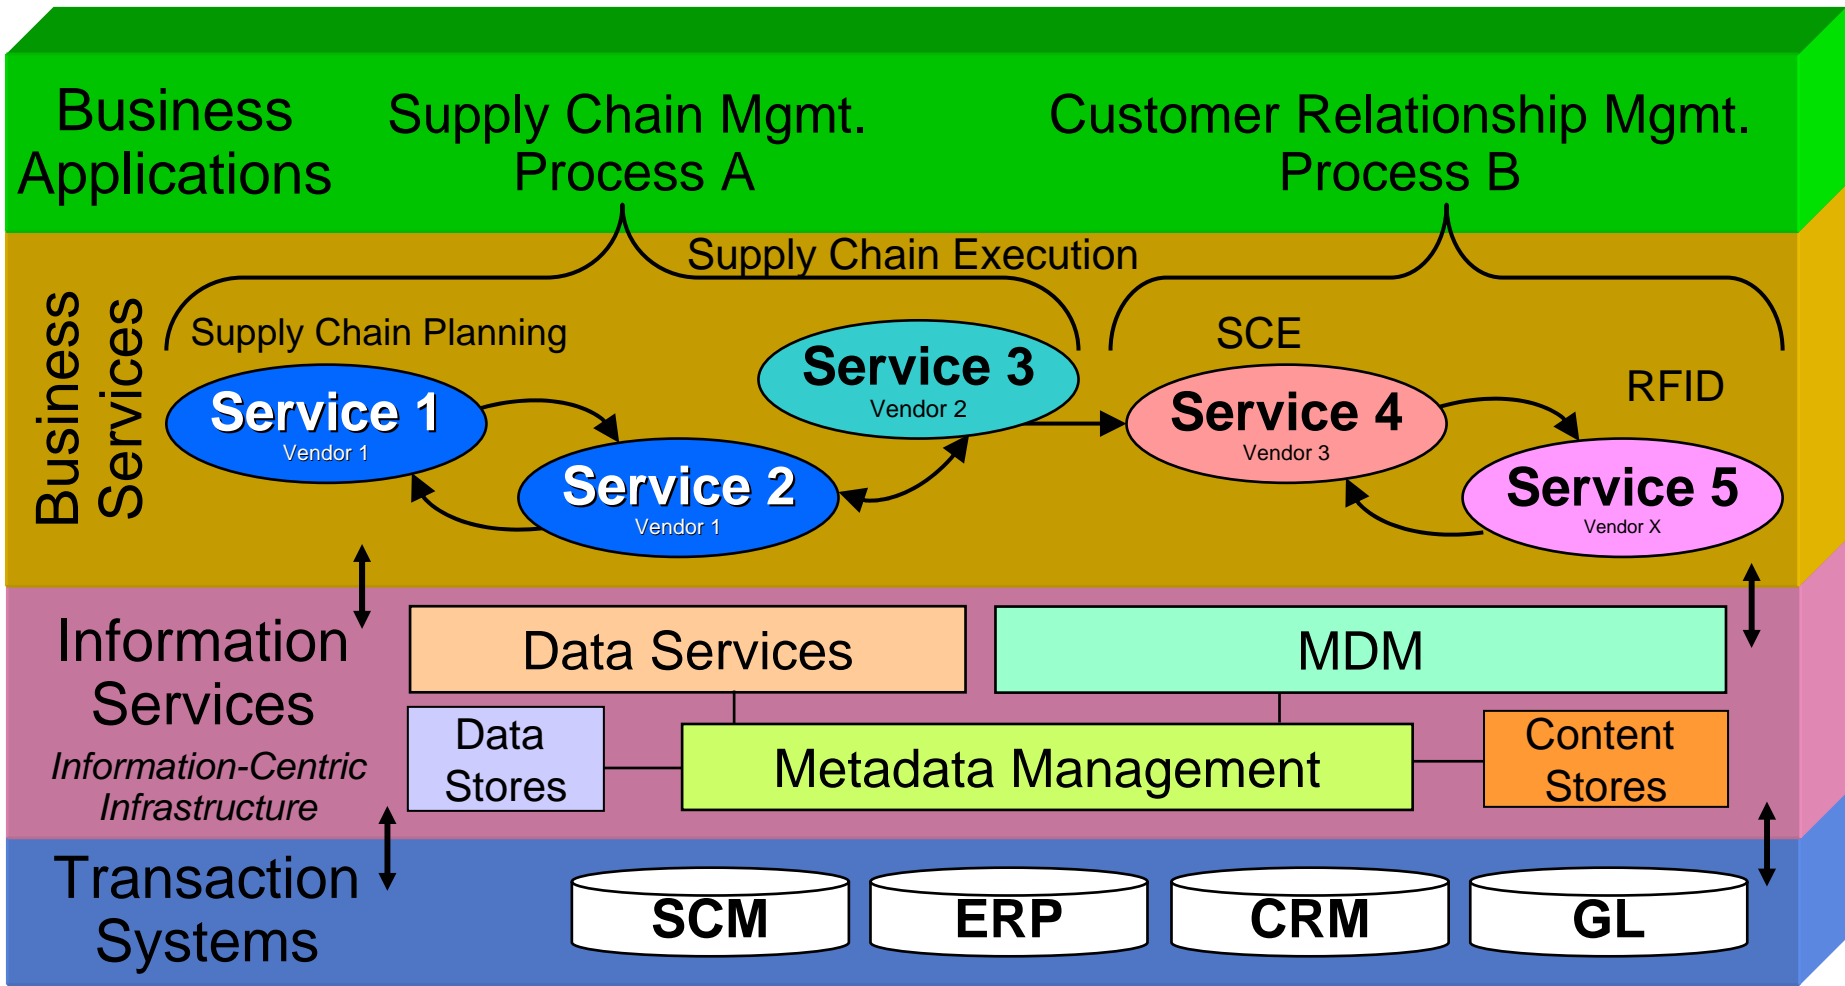 Business
Applications
Supply Chain Mgmt.
Process A
Customer Relationship Mgmt.
Process B
Business
Services
Supply Chain Execution
Supply Chain Planning
SCE
RFID
Service 1
Vendor 1
Service 2
Vendor 1
Service 3
Vendor 2
Service 4
Vendor 3
Service 5
Vendor X
Information
Services
Information-Centric
Infrastructure
Data Services
MDM
Data
Stores
Metadata Management
Content
Stores
Transaction
Systems
SCM
ERP
CRM
GL